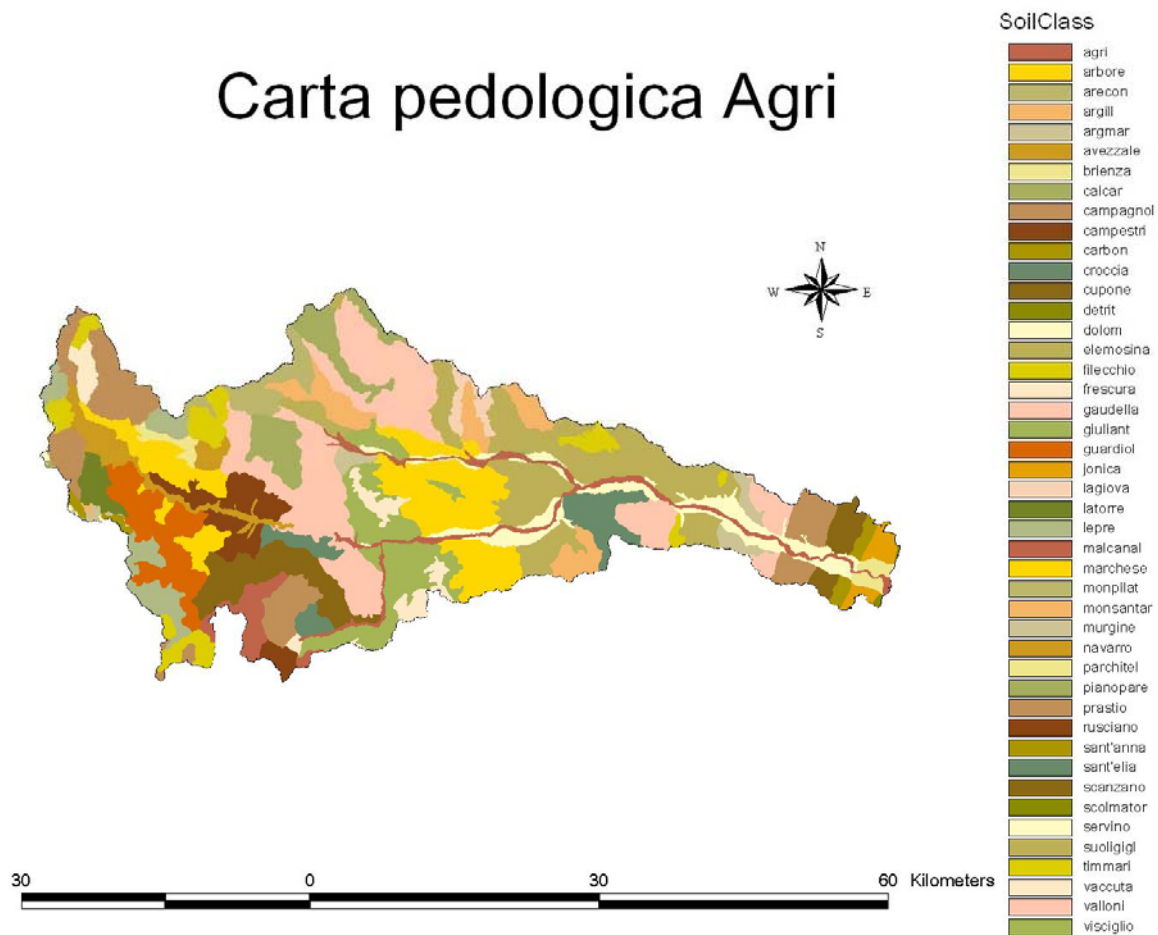 SoilClass
Carta pedologica Agri
agri
arbore
arecon
argill
argmar
avezzale
brienza
calcar
campagnol
campestri
carbon
croccia
cupone
detrit
dolom
elemosina
filecchio
frescura
gaudella
giuliant
guardiol
jonica
lagiova
latorre
lepre
malcanal
marchese
monpilat
monsantar
murgine
navarro
parchitel
pianopare
prastio
rusciano
sant'anna
sant'elia
scanzano
scolmator
servino
suoligigl
timmari
vaccuta
valloni
visciglio
N
W E
S
30 0 30 60 Kilometers